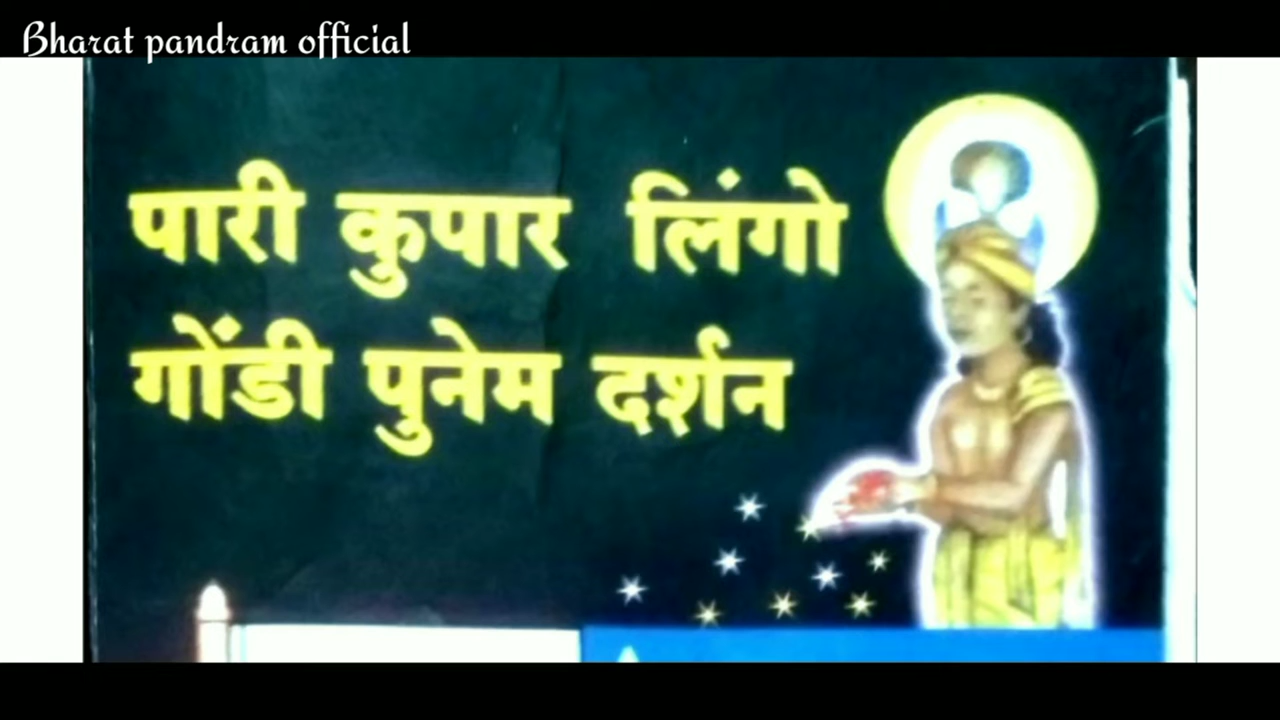 Bharat pandram official
पारी कुपार लिंगो
गोंडी पुनेम दर्शन